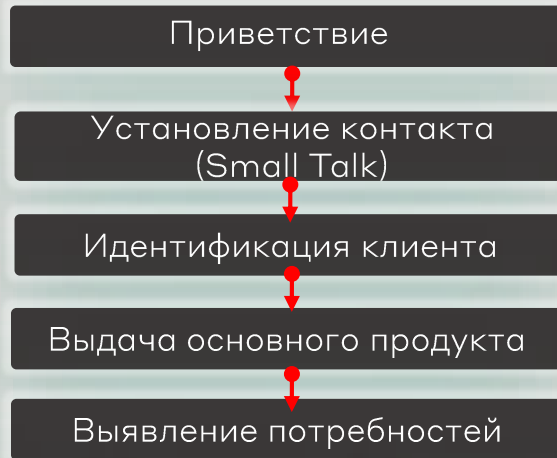 Приветствие
Установление контакта
(Small Talk)
Идентификация клиента
Выдача основного продукта
Выявление потребностей